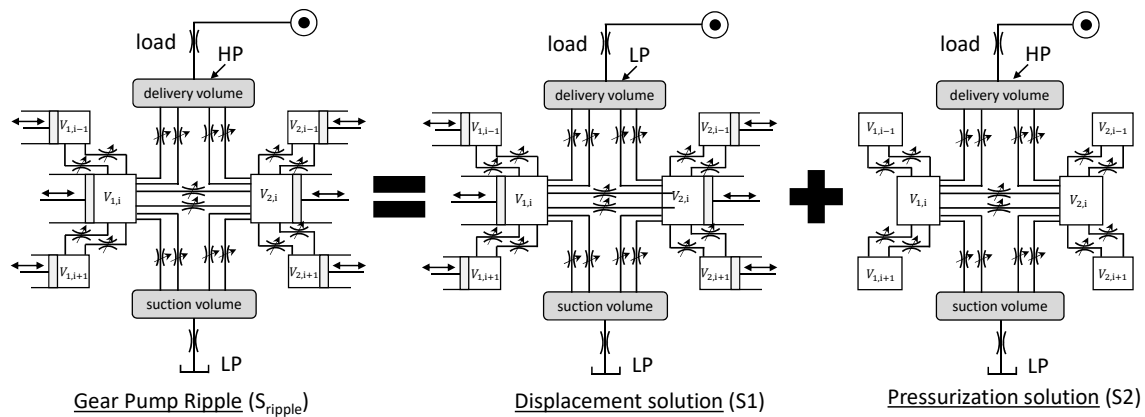 load
HP
delivery volume
V1,i−1
V2,i−1
V1,i
V2,i
V1,i+1
V2,i+1
suction volume
LP
Gear Pump Ripple (Sripple)
load
LP
delivery volume
V1,i−1
V2,i−1
V1,i
V2,i
V1,i+1
V2,i+1
suction volume
LP
Displacement solution (S1)
load
HP
delivery volume
V1,i−1
V2,i−1
V1,i
V2,i
V1,i+1
V2,i+1
suction volume
LP
Pressurization solution (S2)